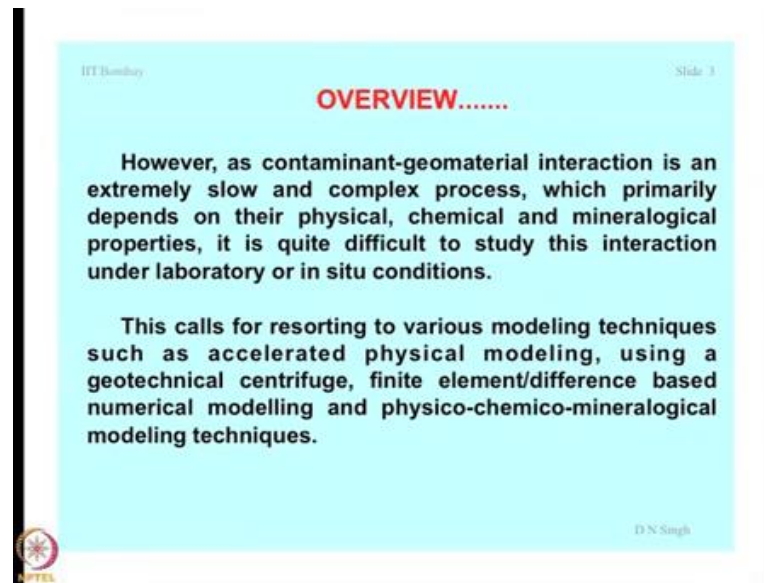 IIT Bombay
Slide 3
OVERVIEW.......
However, as contaminant-geomaterial interaction is an
extremely slow and complex process, which primarily
depends on their physical, chemical and mineralogical
properties, it is quite difficult to study this interaction
under laboratory or in situ conditions.
This calls for resorting to various modeling techniques
such as accelerated physical modeling, using a
geotechnical centrifuge, finite element/difference based
numerical modelling and physico-chemico-mineralogical
modeling techniques.
D N Singh
NPTEL